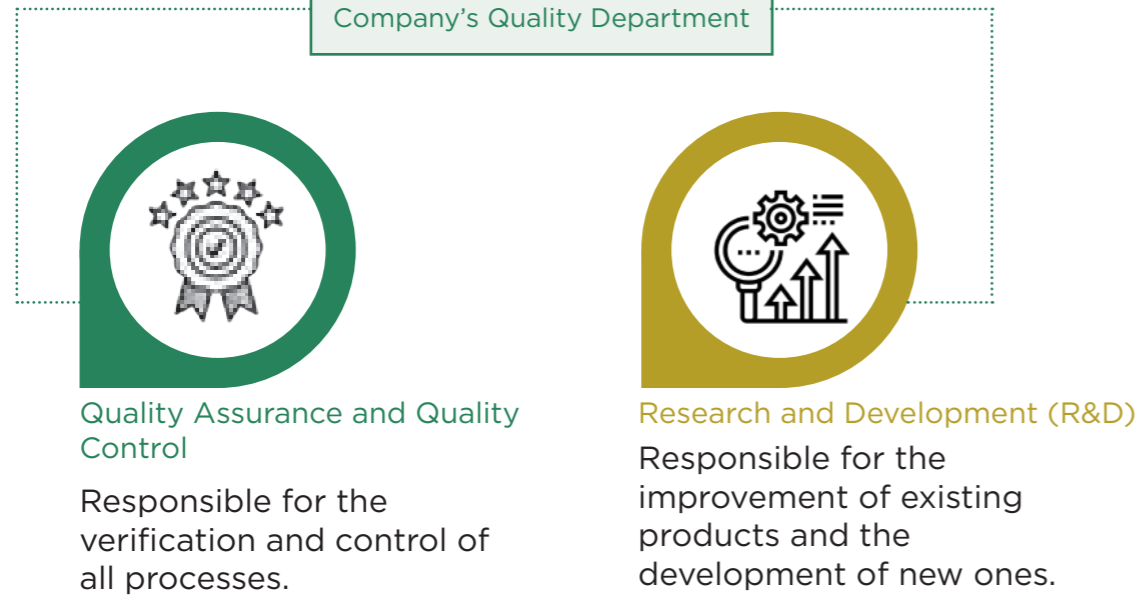 Company’s Quality Department
Quality Assurance and Quality
Control
Responsible for the
verification and control of
all processes.
Research and Development (R&D)
Responsible for the
improvement of existing
products and the
development of new ones.